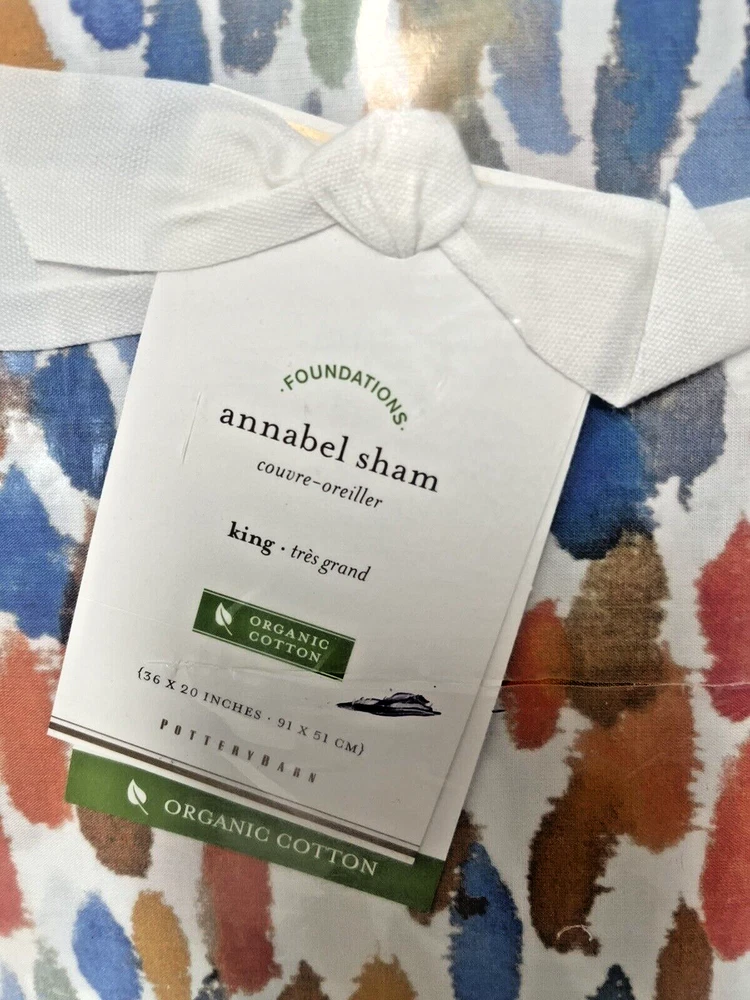 ·FOUNDATIONS·
annabel sham
couvre-oreiller
king · très grand
ORGANIC
COTTON
{36 X 20 INCHES · 91 X 51 CM}
POTTERYBARN
ORGANIC COTTON